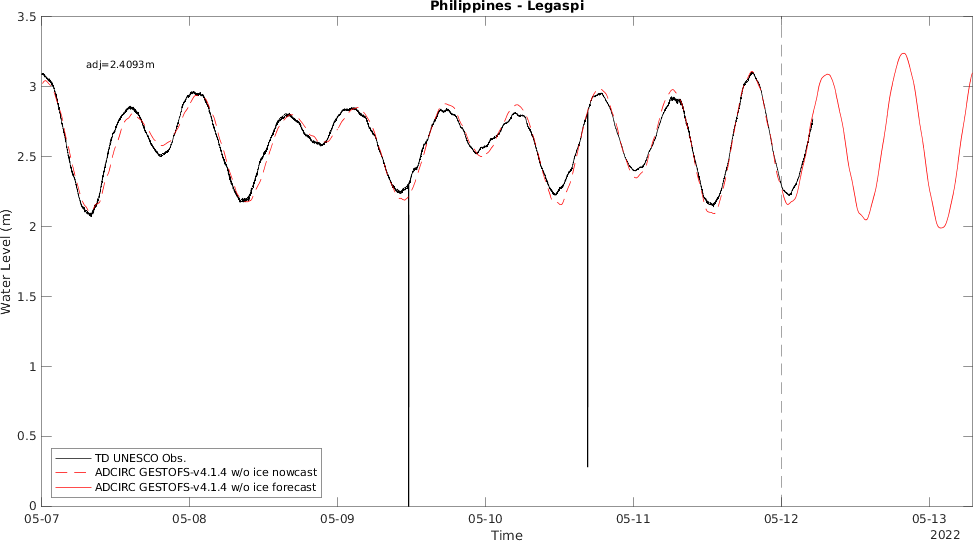 Philippines - Legaspi
adj=2.4093m
3.5
3
2.5
2
1.5
1
0.5
0
Water Level (m)
TD UNESCO Obs.
ADCIRC GESTOFS-v4.1.4 w/o ice nowcast
ADCIRC GESTOFS-v4.1.4 w/o ice forecast
05-07 05-08 05-09 05-10 05-11 05-12 05-13
Time
2022